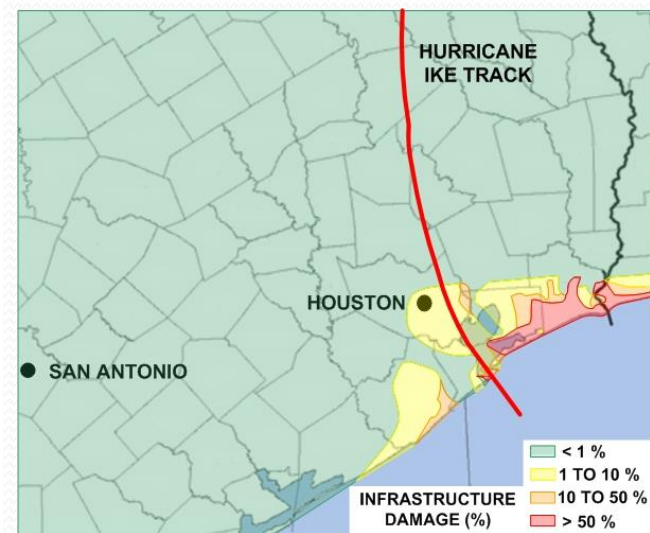 HURRICANE
IKE TRACK
HOUSTON
SAN ANTONIO
INFRASTRUCTURE
DAMAGE (%)
< 1 %
1 TO 10 %
10 TO 50 %
> 50 %